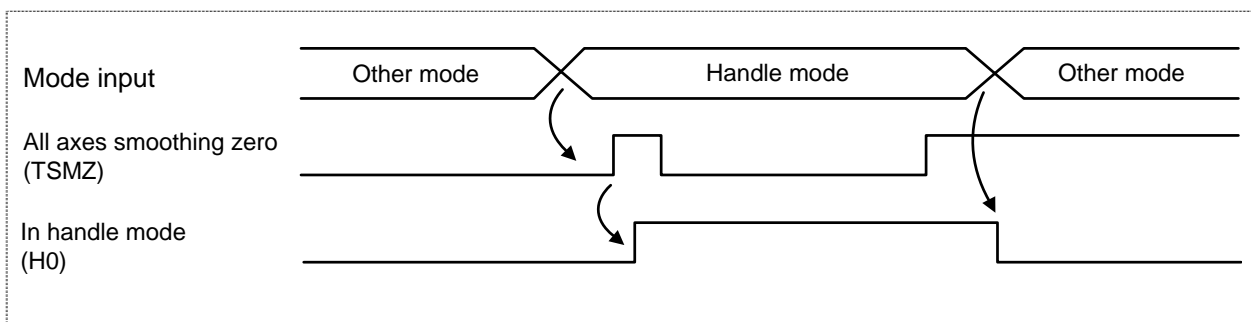 Mode input
Other mode
Handle mode
Other mode
All axes smoothing zero
(TSMZ)
In handle mode
(H0)